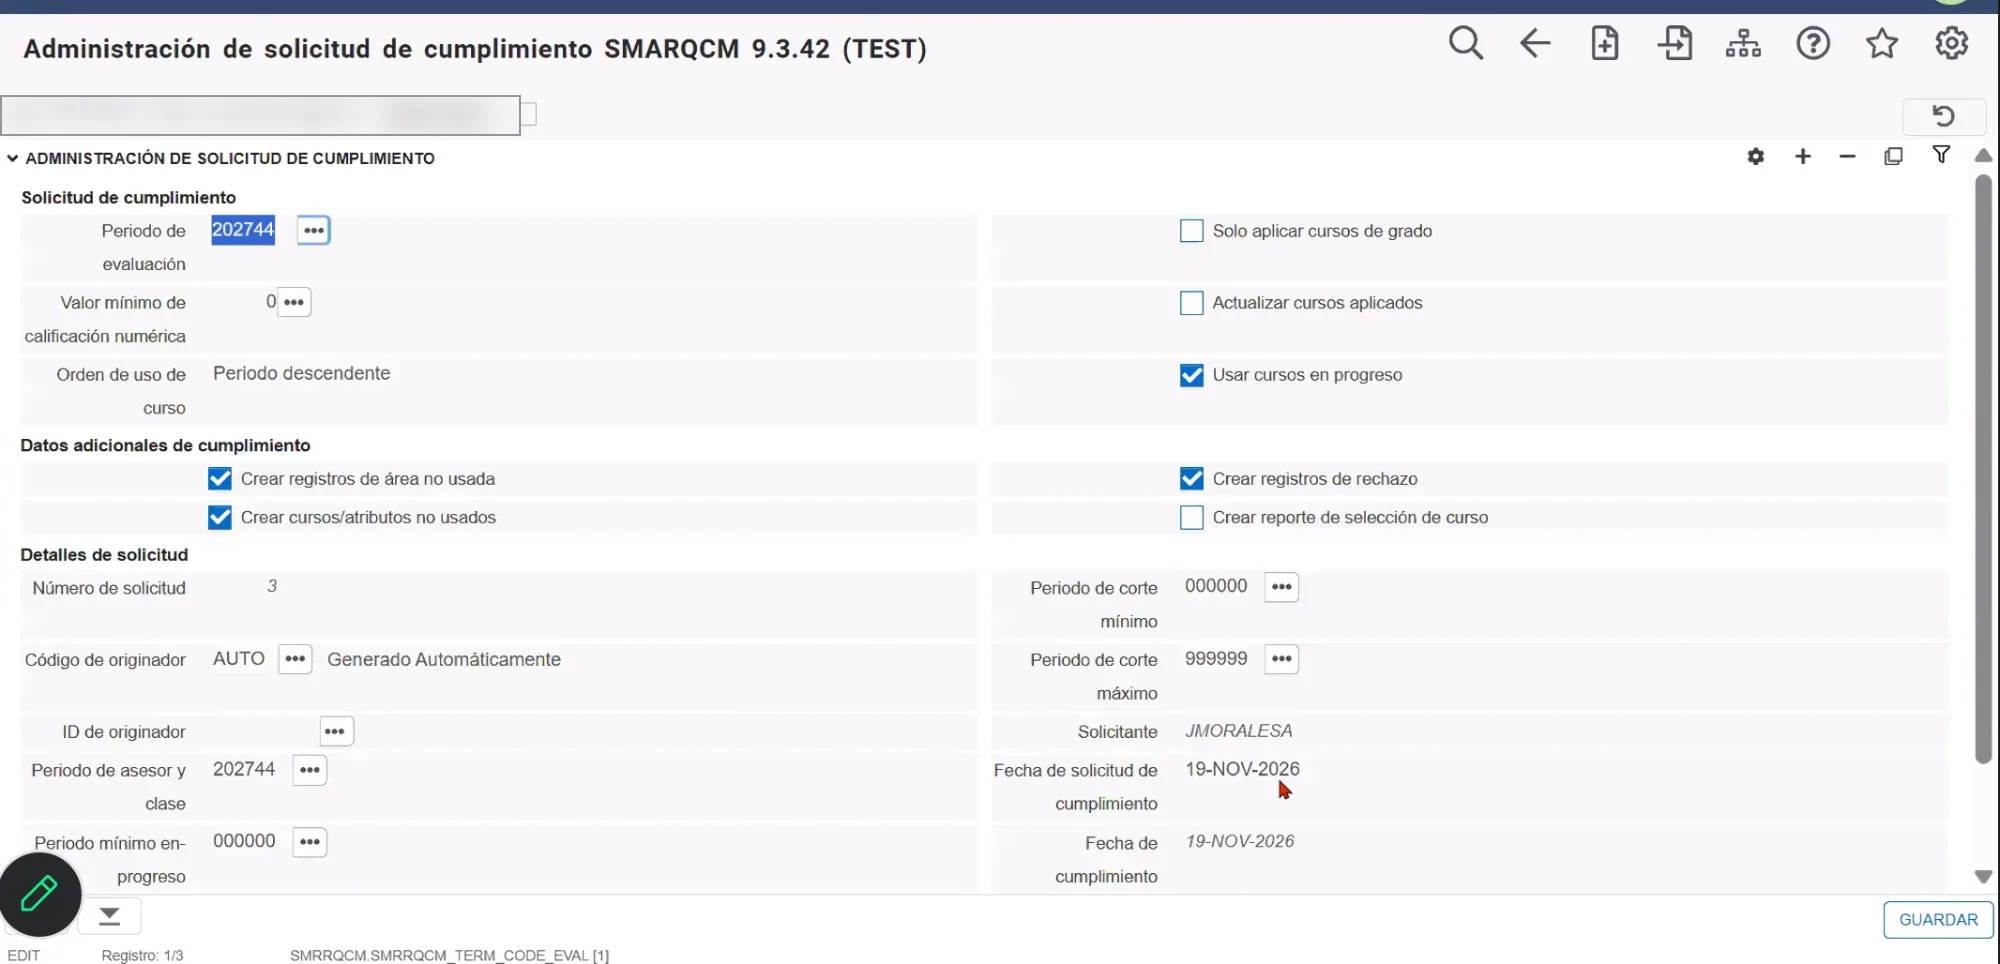 Administración de solicitud de cumplimiento SMARQCM 9.3.42 (TEST)
ADMINISTRACIÓN DE SOLICITUD DE CUMPLIMIENTO
Solicitud de cumplimiento
Periodo de
evaluación
202744
Solo aplicar cursos de grado
Valor mínimo de
calificación numérica
0
Actualizar cursos aplicados
Orden de uso de
curso
Periodo descendente
Usar cursos en progreso
Datos adicionales de cumplimiento
Crear registros de área no usada
Crear registros de rechazo
Crear cursos/atributos no usados
Crear reporte de selección de curso
Detalles de solicitud
Número de solicitud 3
Periodo de corte
mínimo
000000
Código de originador AUTO Generado Automáticamente
Periodo de corte
máximo
999999
ID de originador
Solicitante JMORALESA
Periodo de asesor y
clase
202744
Fecha de solicitud de
cumplimiento
19-NOV-2026
Periodo mínimo en-
progreso
000000
Fecha de
cumplimiento
19-NOV-2026
GUARDAR
EDIT Registro: 1/3 SMRRQCM.SMRRQCM_TERM_CODE_EVAL [1]